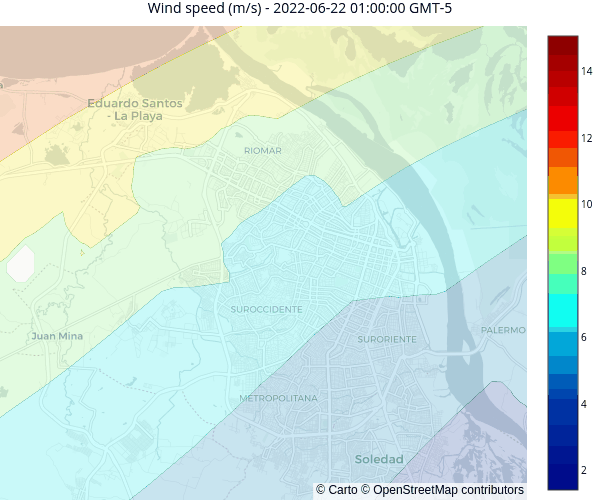 Wind speed (m/s) - 2022-06-22 01:00:00 GMT-5
Eduardo Santos
- La Playa
RIOMAR
SUROCCIDENTE
Juan Mina
SURORIENTE
PALERMO
METROPOLITANA
Soledad
© Carto © OpenStreetMap contributors
14
12
10
8
6
4
2